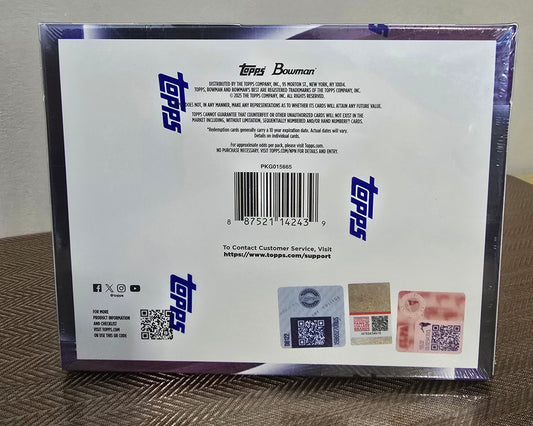 topps Bowman
DISTRIBUTED BY THE TOPPS COMPANY, INC., 95 MORTON ST., NEW YORK, NY 10014.
TOPPS, BOWMAN AND BOWMAN'S BEST ARE REGISTERED TRADEMARKS OF THE TOPPS COMPANY, INC.
© 2025 THE TOPPS COMPANY, INC. ALL RIGHTS RESERVED.
DOES NOT, IN ANY MANNER, MAKE ANY REPRESENTATIONS AS TO WHETHER ITS CARDS WILL ATTAIN ANY FUTURE VALUE.
TOPPS CANNOT GUARANTEE THAT COUNTERFEIT OR OTHER UNAUTHORIZED CARDS WILL NOT EXIST IN THE
MARKET INCLUDING, WITHOUT LIMITATION, SEQUENTIALLY NUMBERED AND/OR HAND NUMBERED CARDS.
*Redemption cards generally carry a 10 year expiration date. Actual dates will vary.
Details on individual cards.
For approximate odds per pack, please visit Topps.com.
NO PURCHASE NECESSARY. VISIT TOPPS.COM/NPN FOR DETAILS AND ENTRY.
topps
PKG015665
8 87521 14243 9
topps
To Contact Customer Service, Visit
https://www.topps.com/support
topps
@topps
FOR MORE
PRODUCT INFORMATION
AND CHECKLIST
VISIT TOPPS.COM
OR USE THIS QR CODE